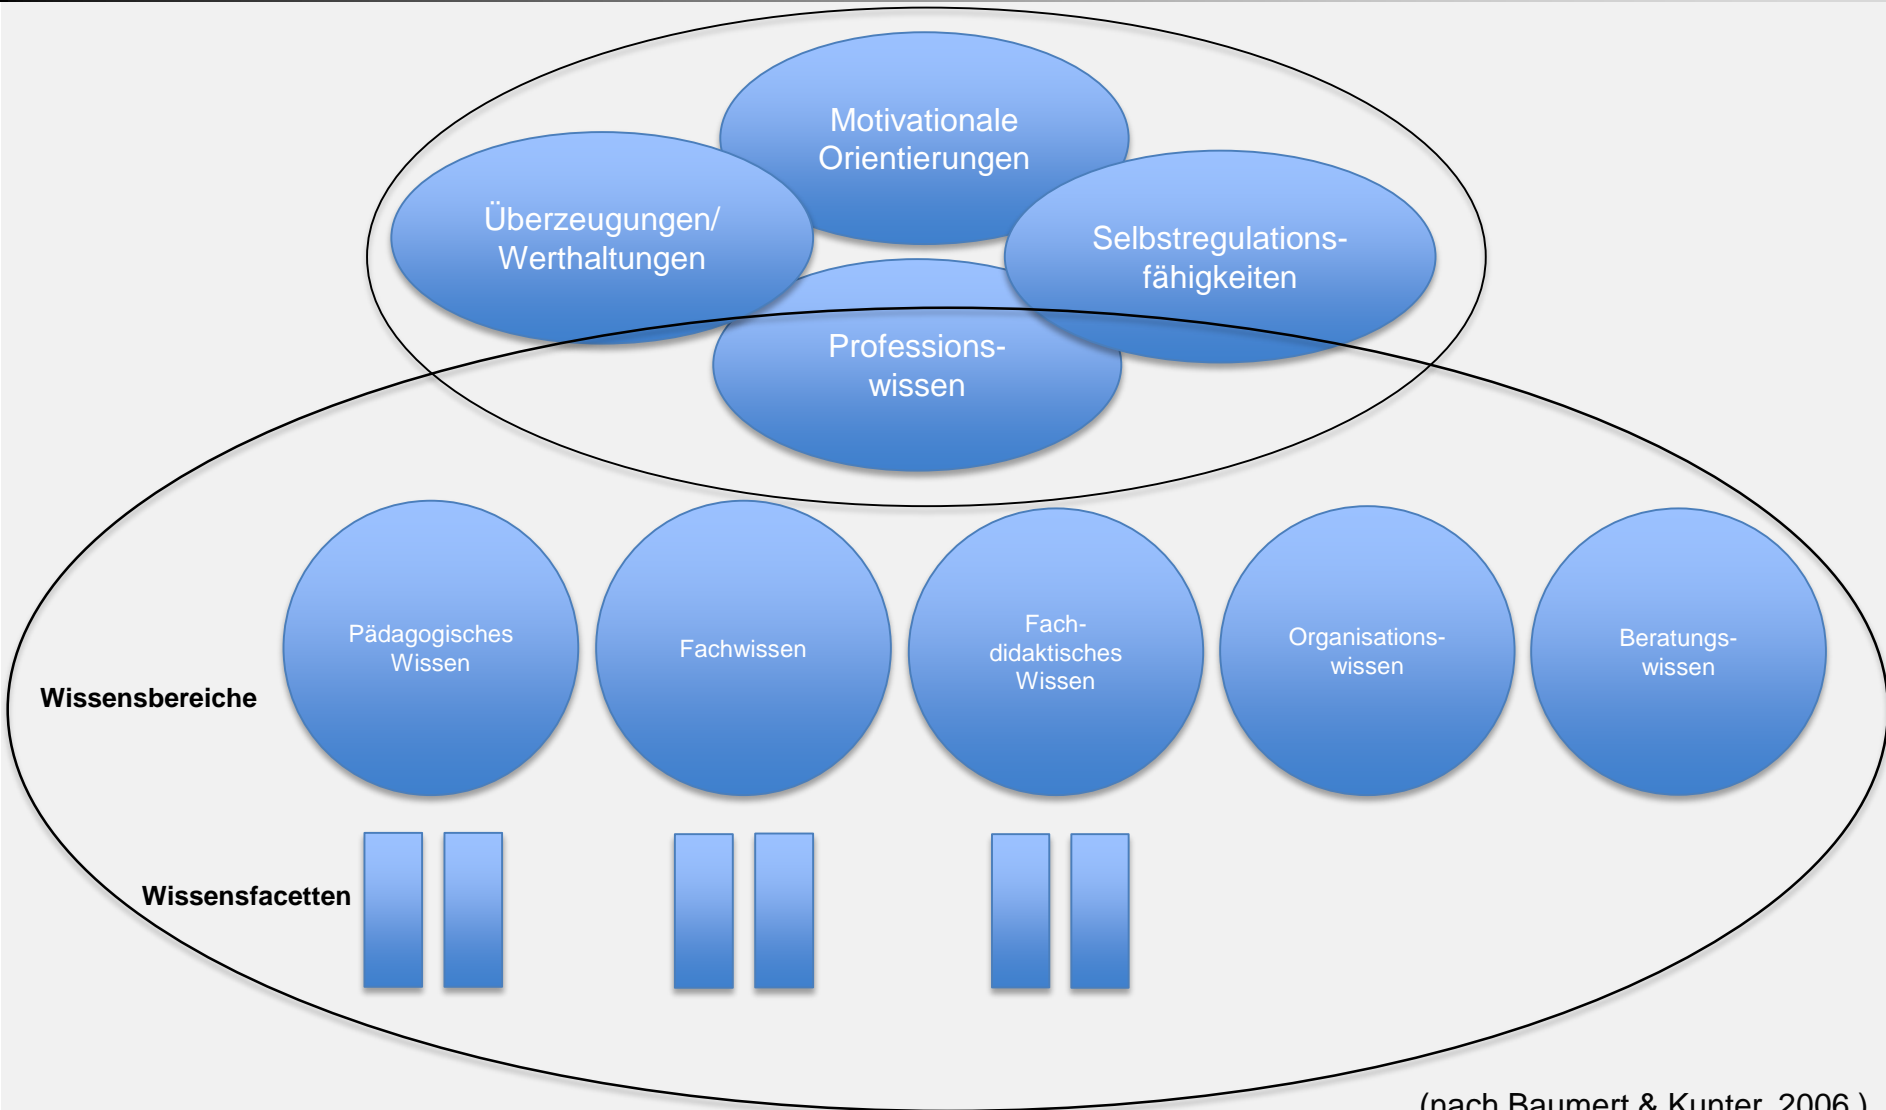 Motivationale
Orientierungen
Überzeugungen/
Werthaltungen
Selbstregulations-
fähigkeiten
Professions-
wissen
Pädagogisches
Wissen
Fachwissen
Fach-
didaktisches
Wissen
Organisations-
wissen
Beratungs-
wissen
Wissensbereiche
Wissensfacetten
(nach Baumert & Kunter, 2006 )